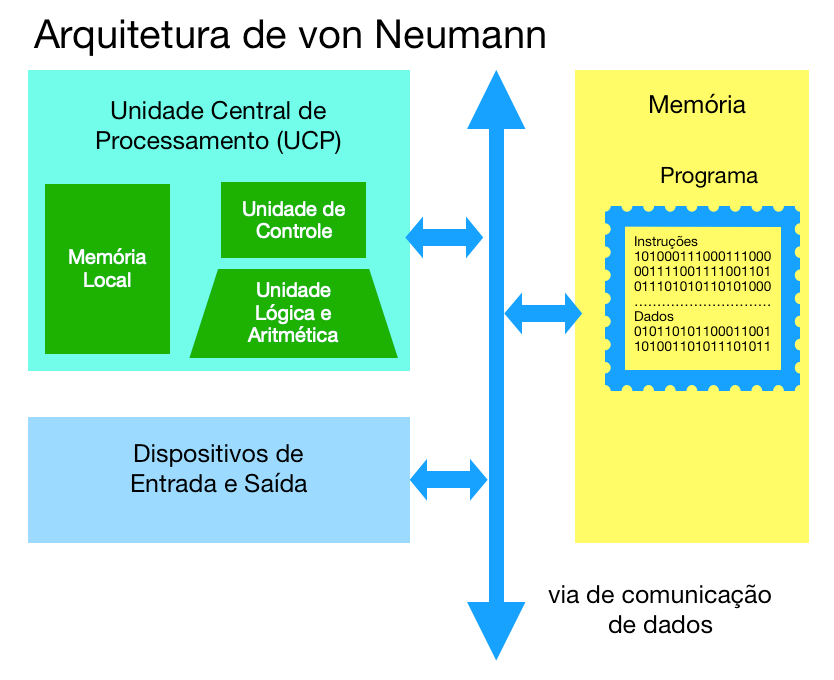 Arquitetura de von Neumann
Unidade Central de
Processamento (UCP)
Memória
Local
Unidade de
Controle
Unidade
Lógica e
Aritmética
Dispositivos de
Entrada e Saída
Memória
Programa
Instruções
101000111000111000
001111001111001101
011101010110101000
..............................
Dados
010110101100011001
101001101011101011
via de comunicação
de dados